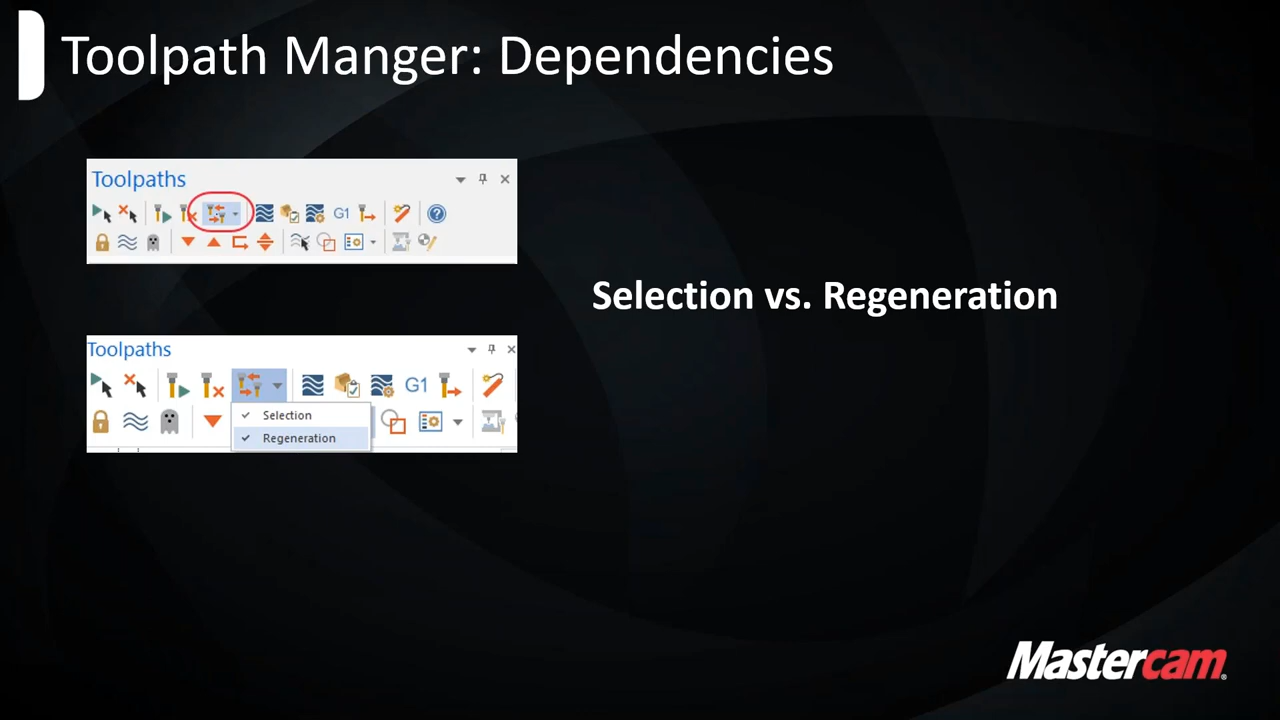 Toolpath Manger: Dependencies
Toolpaths
G1
Selection vs. Regeneration
Toolpaths
G1
Selection
Regeneration
Mastercam®